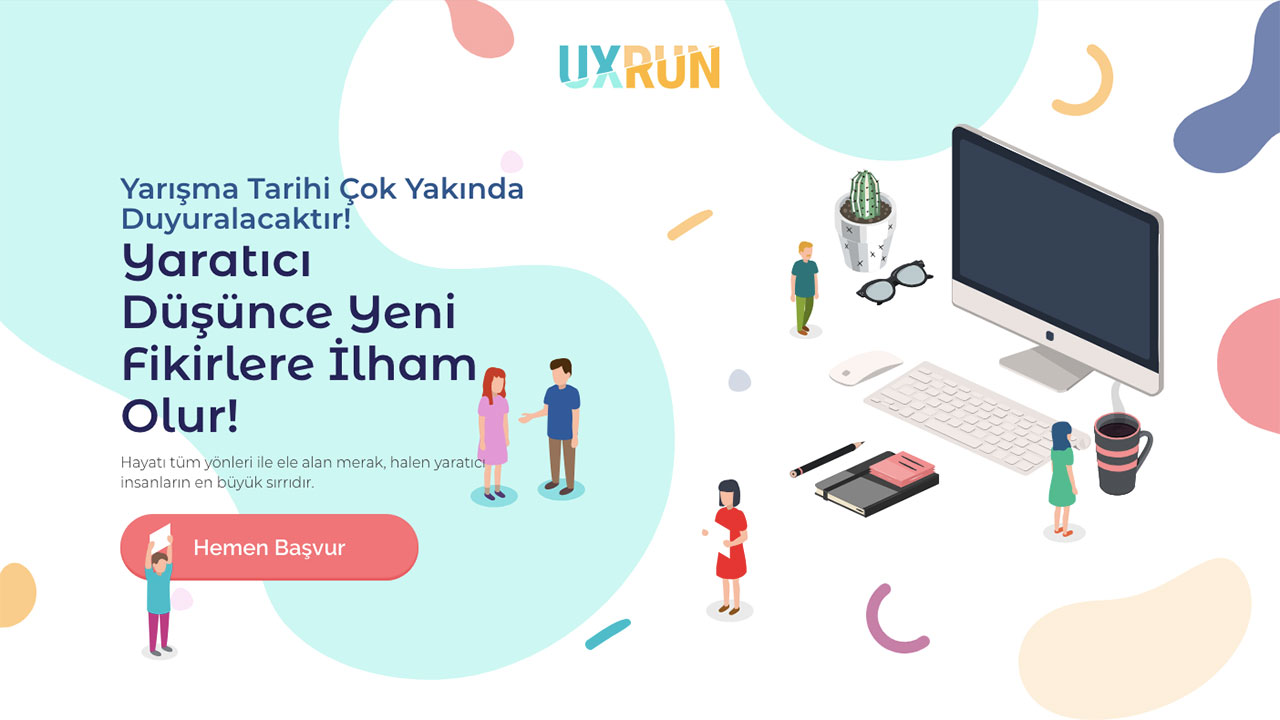 UXRUN
Yarışma Tarihi Çok Yakında
Duyuralacaktır!
Yaratıcı
Düşünce Yeni
Fikirlere İlham
Olur!
Hayatı tüm yönleri ile ele alan merak, halen yaratıcı
insanların en büyük sırrıdır.
Hemen Başvur